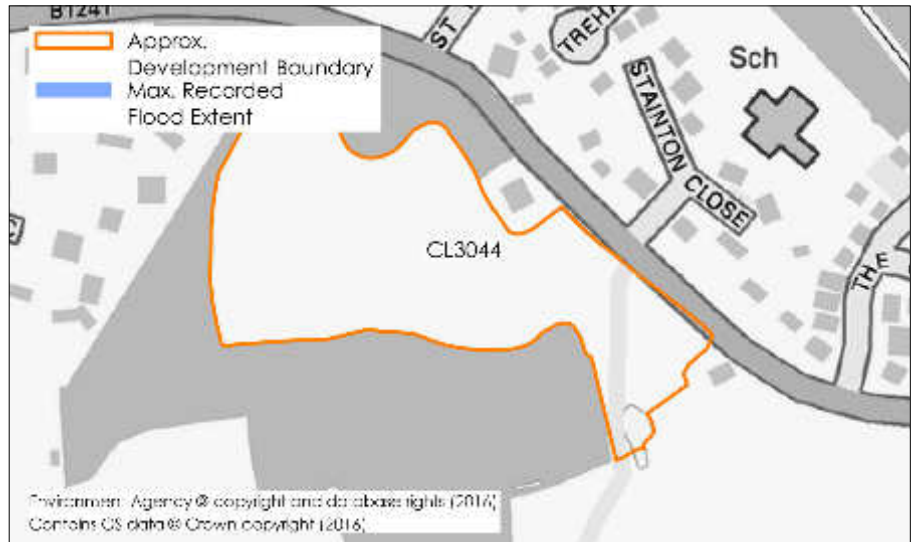 B1241
ST
TREHA
Sch
STAINTON CLOSE
THE
CL3044
Approx.
Development Boundary
Max. Recorded
Flood Extent
Environment Agency © copyright and database rights (2016)
Contains OS data © Crown copyright (2016)